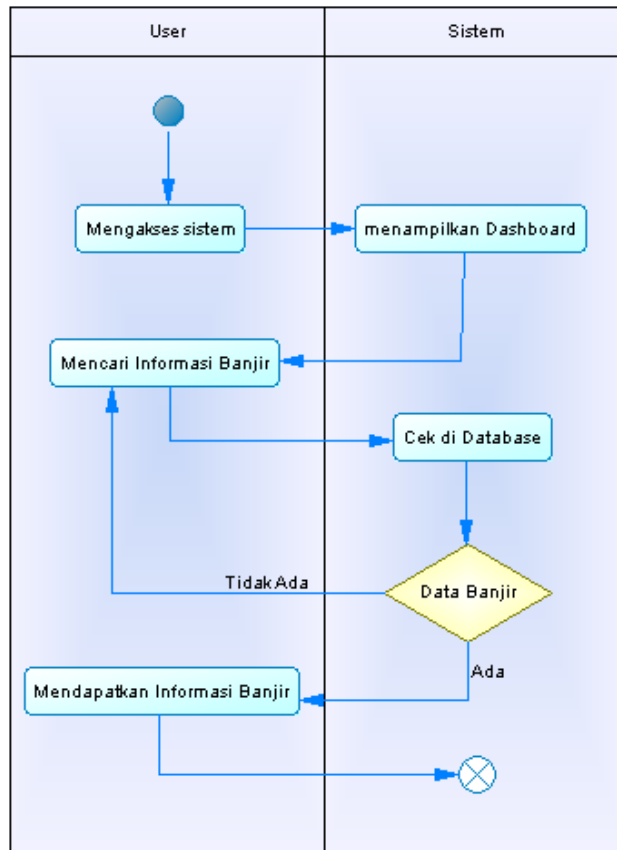 User
Sistem
Mengakses sistem
menampilkan Dashboard
Mencari Informasi Banjir
Cek di Database
Data Banjir
Tidak Ada
Ada
Mendapatkan Informasi Banjir